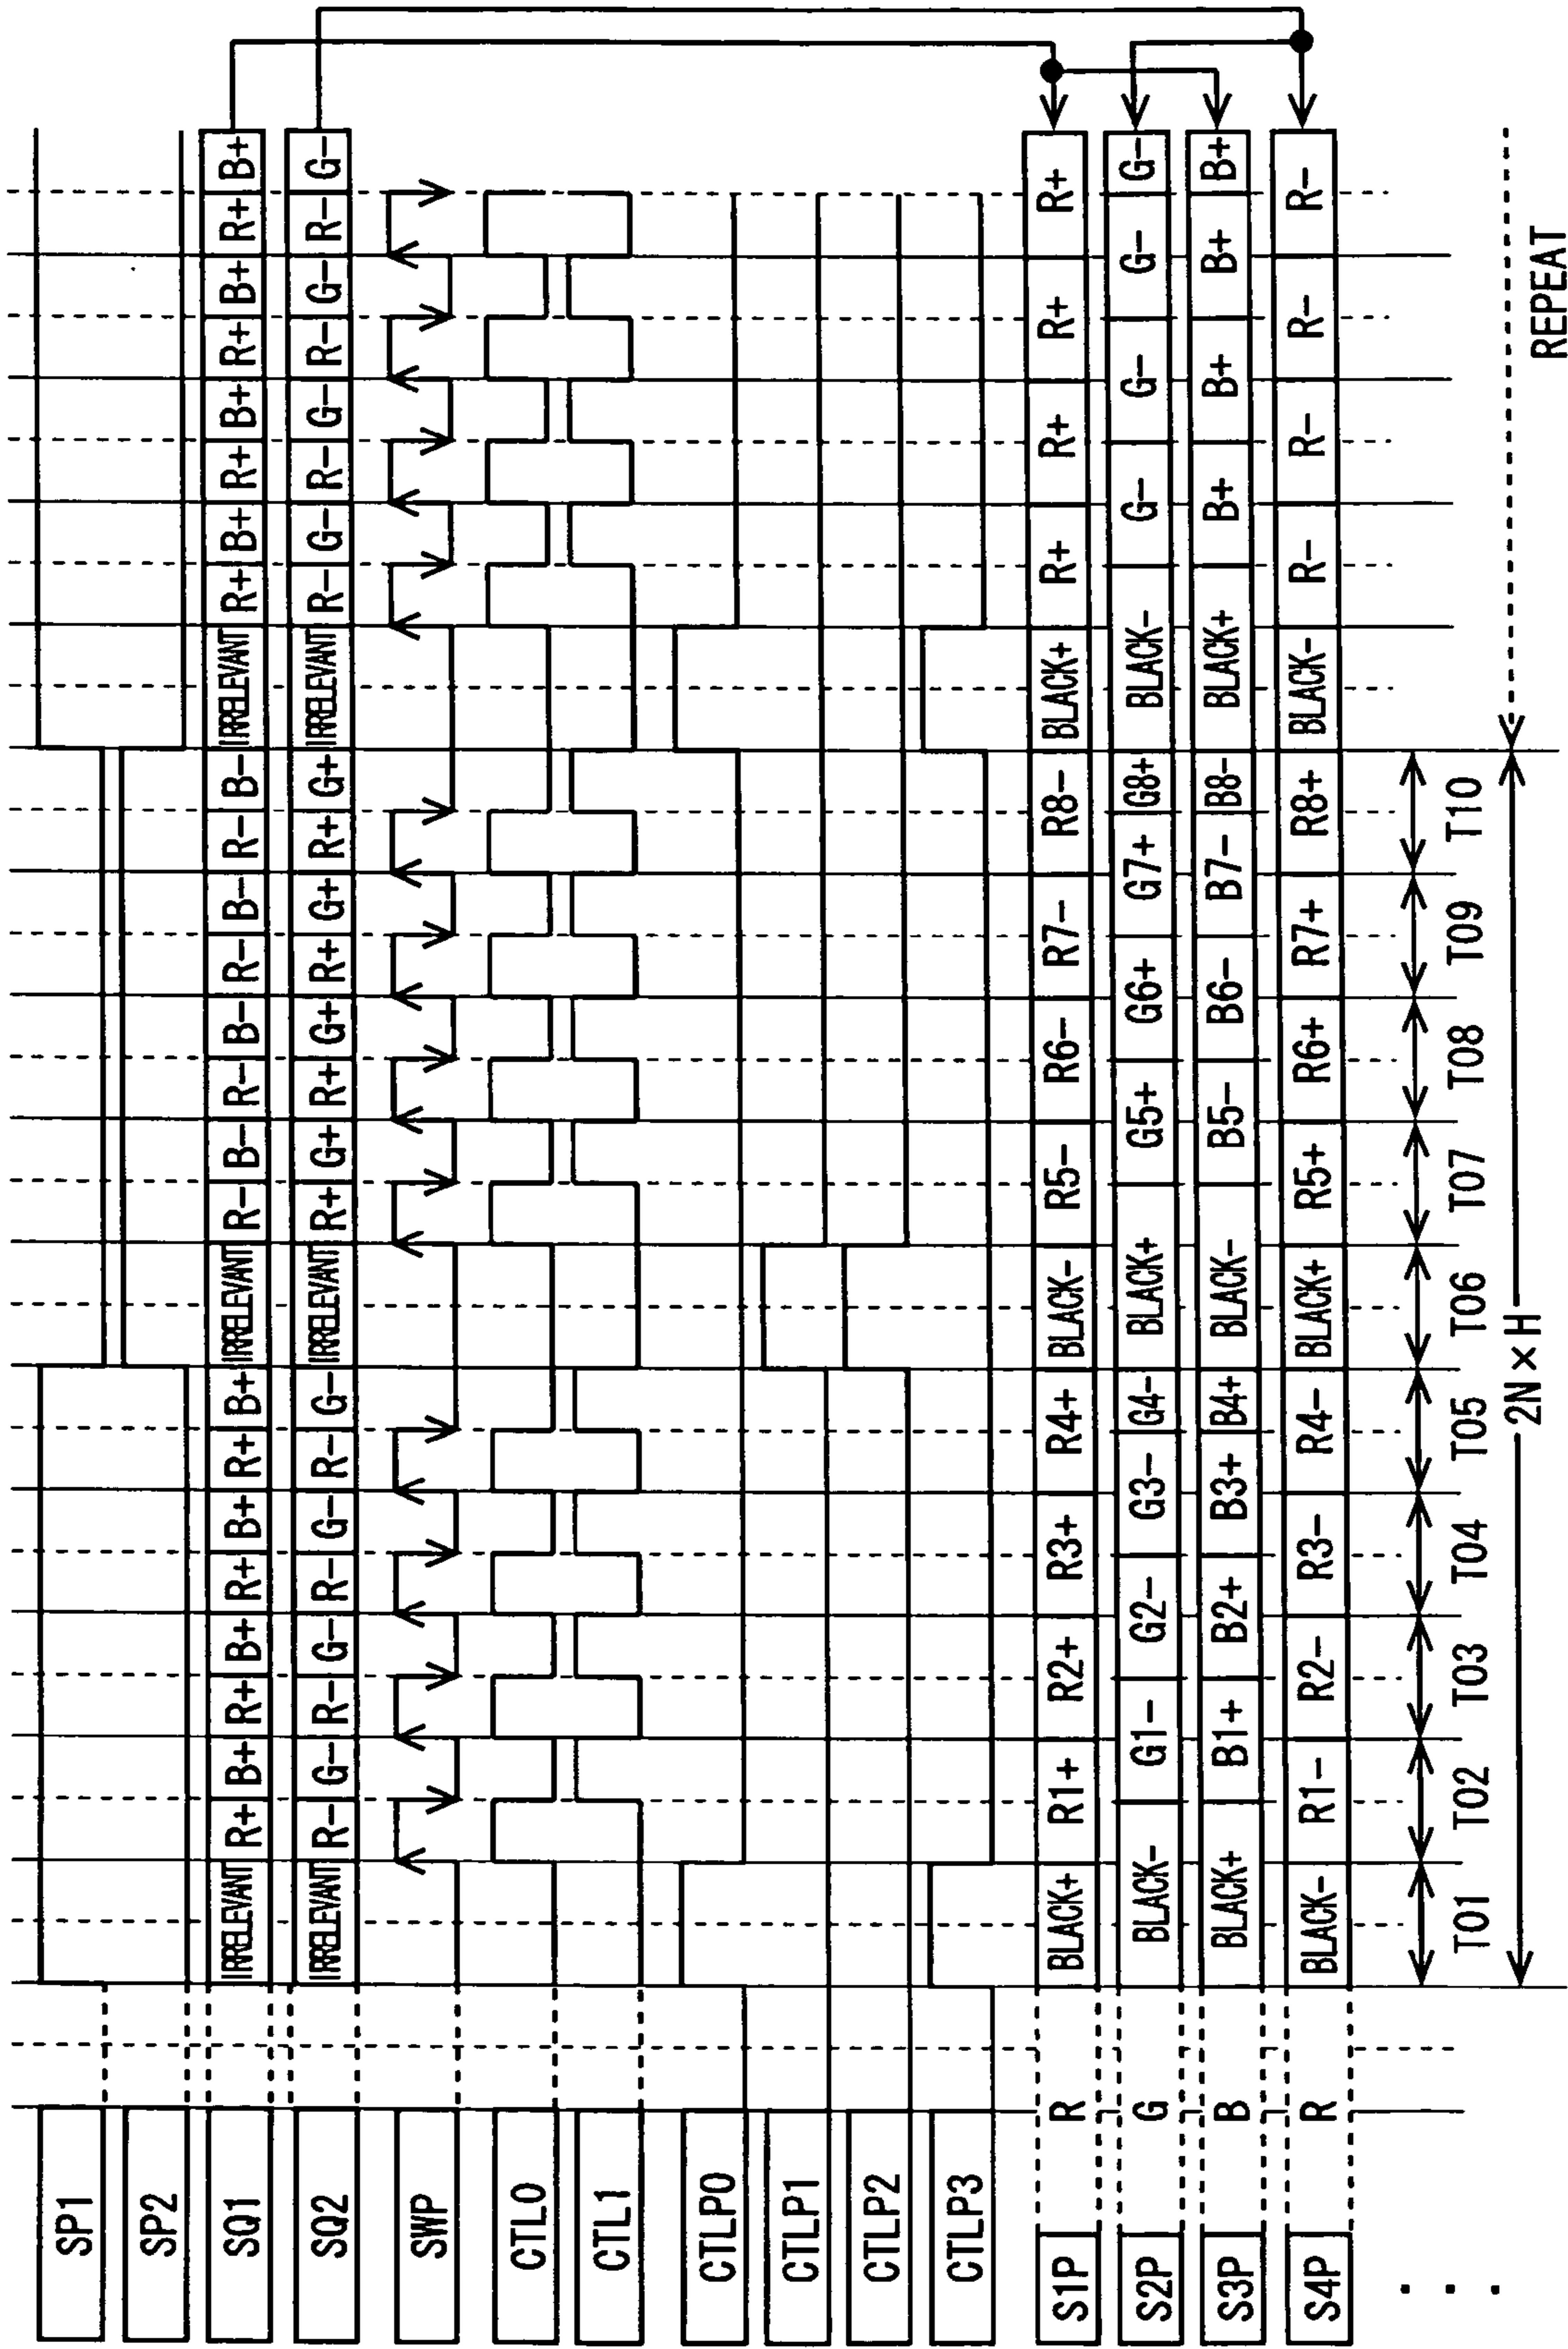 SP1
SP2
SQ1 IRRELEVANT R+ B+ R+ B+ R+ B+ R+ B+ IRRELEVANT R− B− R− B− R− B− R− B− IRRELEVANT R+ B+ R+ B+ R+ B+ R+ B+
SQ2 IRRELEVANT R− G− R− G− R− G− R− G− IRRELEVANT R+ G+ R+ G+ R+ G+ R+ G+ IRRELEVANT R− G− R− G− R− G− R− G−
SWP
CTL0
CTL1
CTLP0
CTLP1
CTLP2
CTLP3
S1P R BLACK+ R1+ R2+ R3+ R4+ BLACK− R5− R6− R7− R8− BLACK+ R+ R+ R+ R+
S2P G BLACK− G1− G2− G3− G4− BLACK+ G5+ G6+ G7+ G8+ BLACK− G− G− G− G−
S3P B BLACK+ B1+ B2+ B3+ B4+ BLACK− B5− B6− B7− B8− BLACK+ B+ B+ B+ B+
S4P R BLACK− R1− R2− R3− R4− BLACK+ R5+ R6+ R7+ R8+ BLACK− R− R− R− R−
. . . T01 T02 T03 T04 T05 T06 T07 T08 T09 T10
2N×H REPEAT